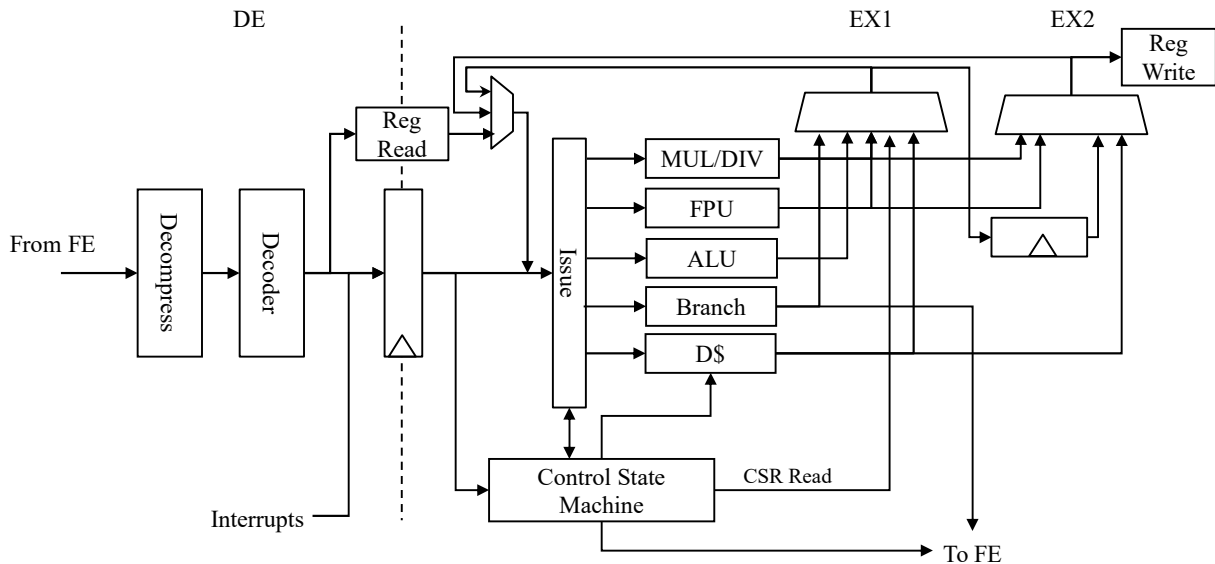 DE
EX1
EX2
Reg
Write
Reg
Read
MUL/DIV
FPU
From FE
Decompress
Decoder
Issue
ALU
Branch
D$
Control State
Machine
CSR Read
Interrupts
To FE